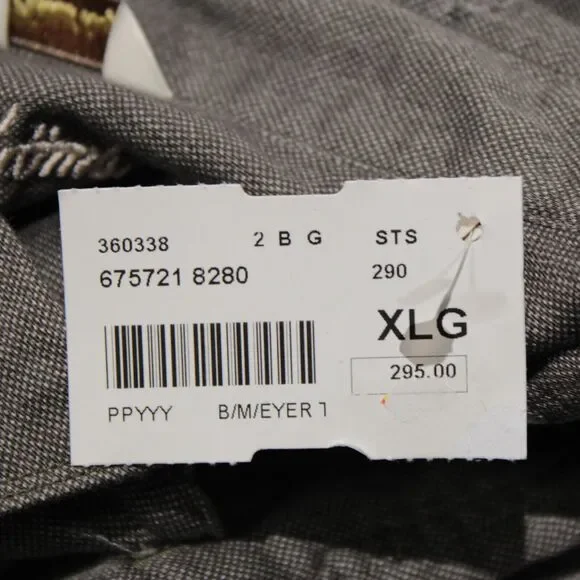 360338 2 B G STS
675721 8280 290
XLG
295.00
PPYYY B/M/EYER T